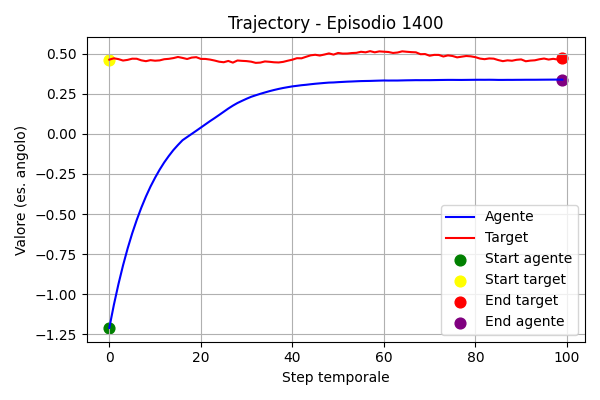 Trajectory - Episodio 1400
Valore (es. angolo)
0.50
0.25
0.00
−0.25
−0.50
−0.75
−1.00
−1.25
Agente
Target
Start agente
Start target
End target
End agente
0 20 40 60 80 100
Step temporale